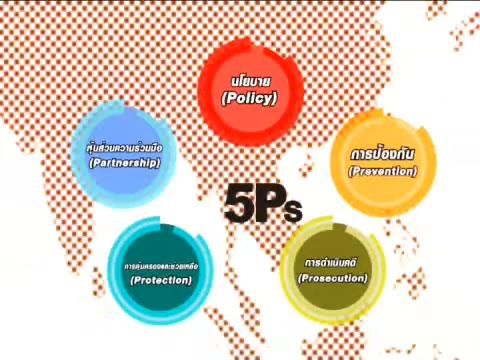 นโยบาย
(Policy)
หุ้นส่วนความร่วมมือ
(Partnership)
การป้องกัน
(Prevention)
5Ps
การคุ้มครองและช่วยเหลือ
(Protection)
การดำเนินคดี
(Prosecution)